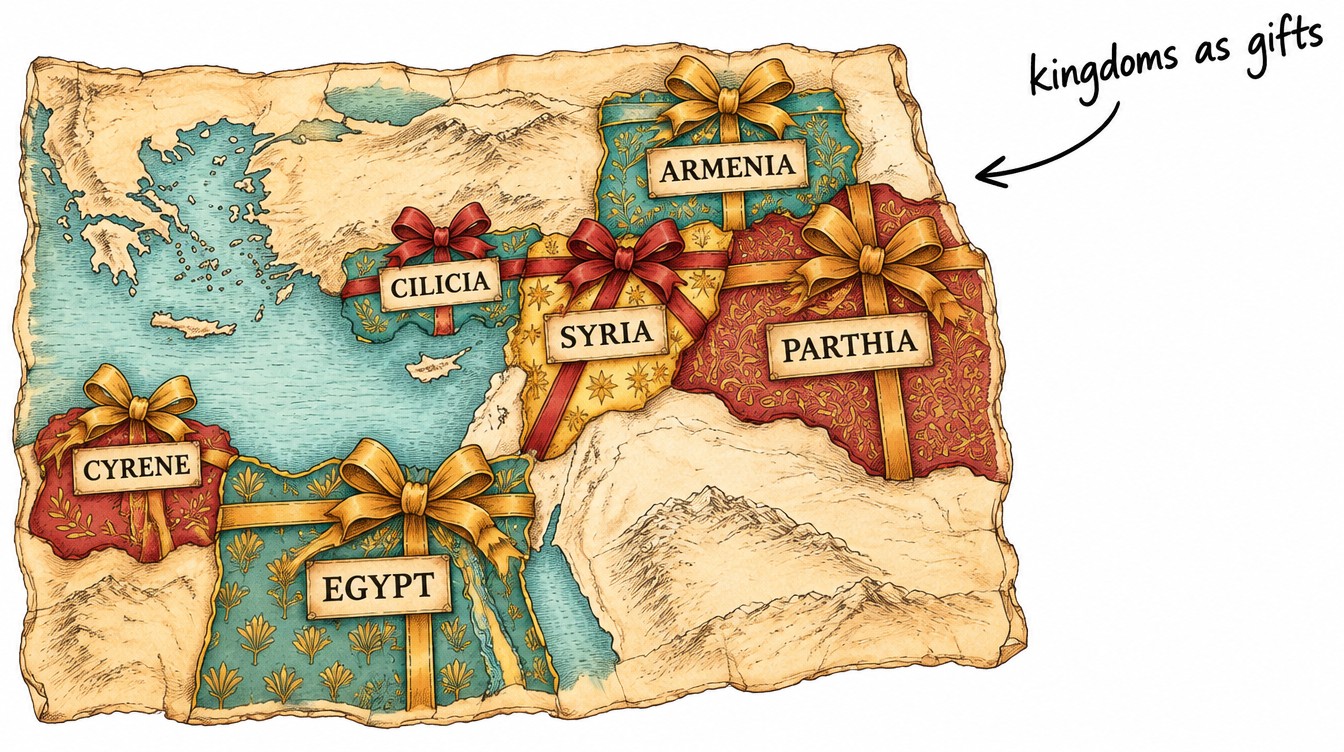 kingdoms as gifts
ARMENIA
CILICIA
SYRIA
PARTHIA
CYRENE
EGYPT